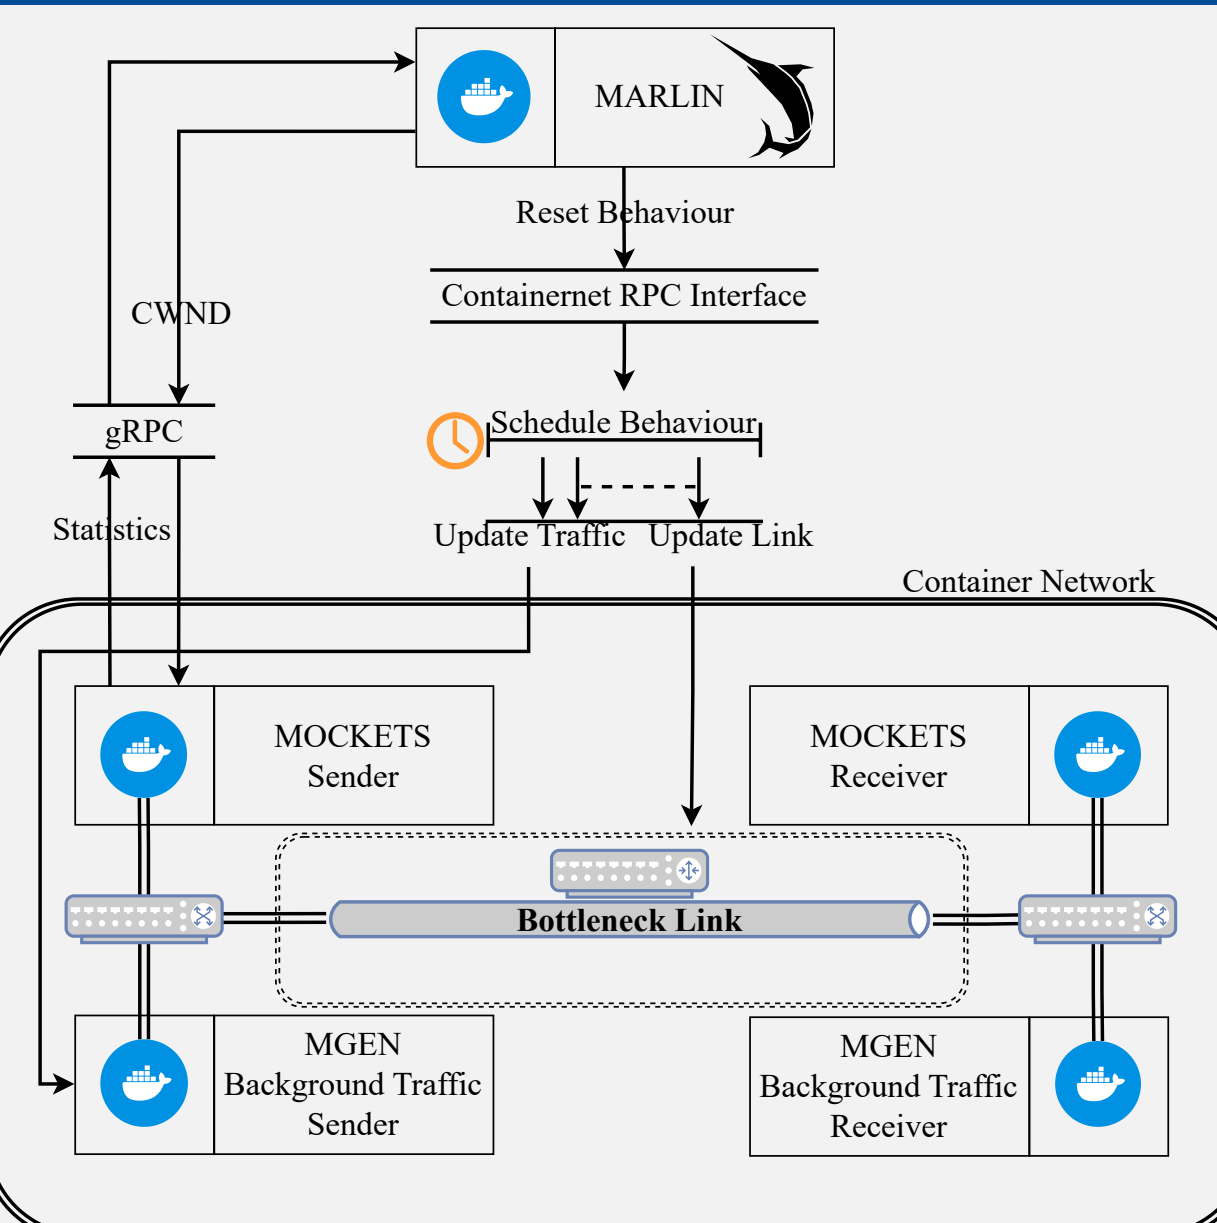 MARLIN
Reset Behaviour
Containernet RPC Interface
CWND
gRPC
Schedule Behaviour
Statistics
Update Traffic
Update Link
Container Network
MOCKETS
Sender
MOCKETS
Receiver
Bottleneck Link
MGEN
Background Traffic
Sender
MGEN
Background Traffic
Receiver